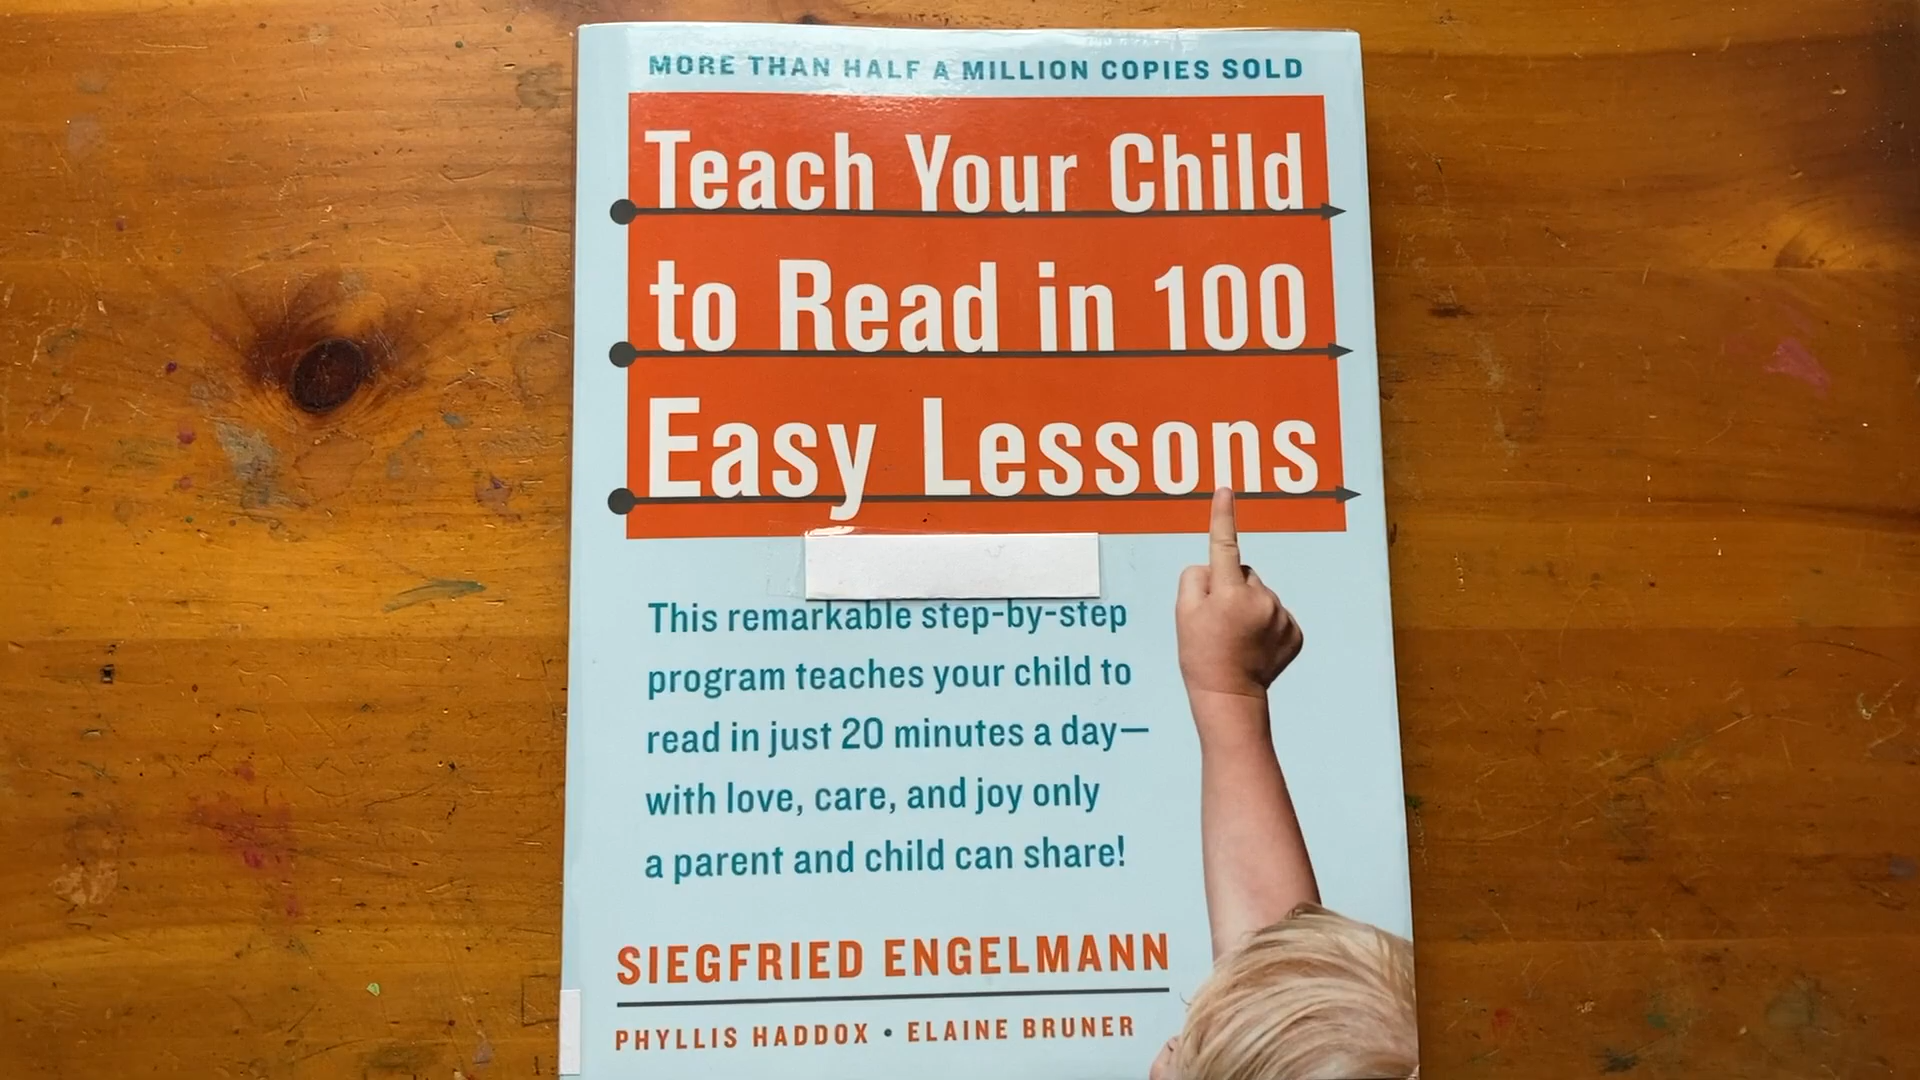 MORE THAN HALF A MILLION COPIES SOLD
Teach Your Child
to Read in 100
Easy Lessons
This remarkable step-by-step
program teaches your child to
read in just 20 minutes a day—
with love, care, and joy only
a parent and child can share!
SIEGFRIED ENGELMANN
PHYLLIS HADDOX • ELAINE BRUNER